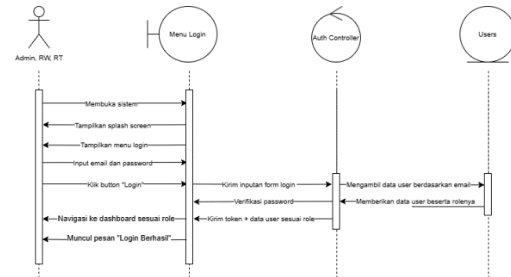 Admin, RW, RT
Menu Login
Auth Controller
Users
Membuka sistem
Tampilkan splash screen
Tampilkan menu login
Input email dan password
Klik button "Login"
Kirim inputan form login
Mengambil data user berdasarkan email
Verifikasi password
Memberikan data user beserta rolenya
Navigasi ke dashboard sesuai role
Kirim token + data user sesuai role
Muncul pesan "Login Berhasil"